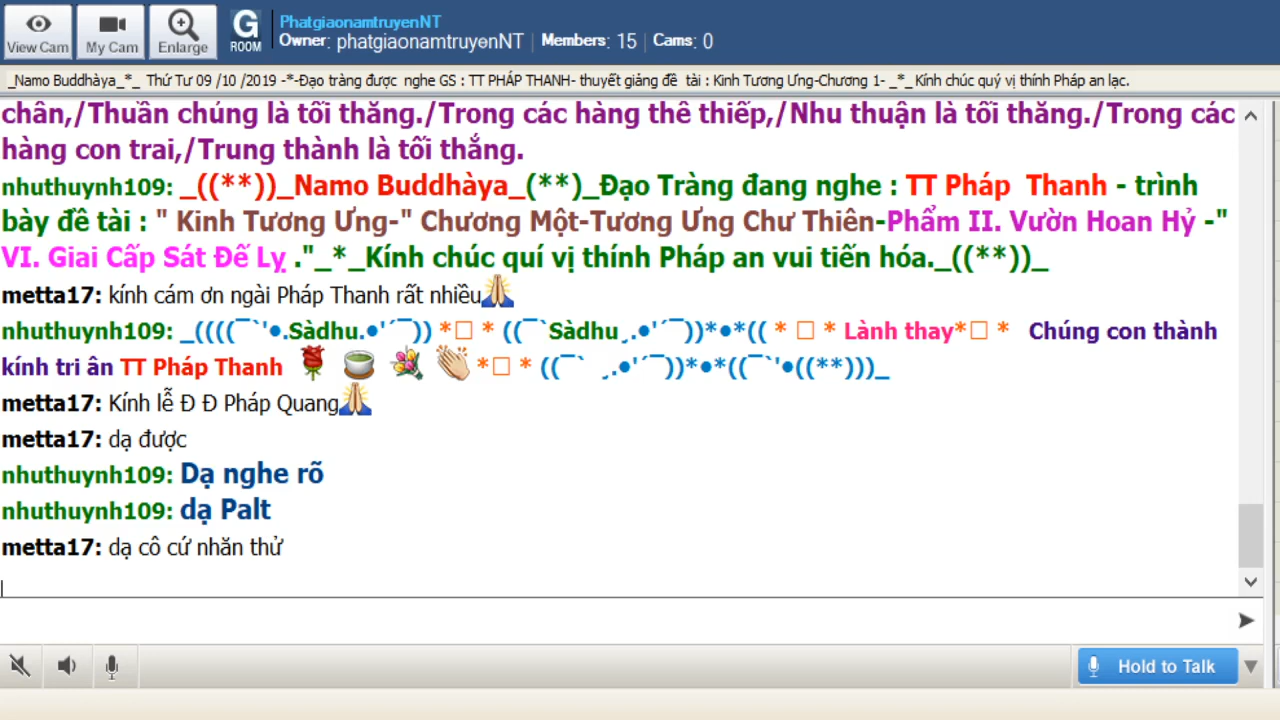 View Cam
My Cam
Enlarge
G
ROOM
PhatgiaonamtruyenNT
Owner: phatgiaonamtruyenNT | Members: 15 | Cams: 0
_Namo Buddhàya_*_ Thứ Tư 09 /10 /2019 -*-Đạo tràng được nghe GS : TT PHÁP THANH- thuyết giảng đề tài : Kinh Tương Ưng-Chương 1- _*_ Kính chúc quý vị thính Pháp an lạc.
chân,/Thuần chúng là tối thăng./Trong các hàng thê thiếp,/Nhu thuận là tối thăng./Trong các
hàng con trai,/Trung thành là tối thắng.
nhuthuynh109: _((**))_Namo Buddhàya_(**)_Đạo Tràng đang nghe : TT Pháp Thanh - trình
bày đề tài : " Kinh Tương Ưng-" Chương Một-Tương Ưng Chư Thiên-Phẩm II. Vườn Hoan Hỷ -"
VI. Giai Cấp Sát Đế Lỵ ."_*_Kính chúc quí vị thính Pháp an vui tiến hóa._((**))_
metta17: kính cám ơn ngài Pháp Thanh rất nhiều🙏
nhuthuynh109: _((((¯`'●.Sàdhu.●'´¯)) *□ * ((¯`Sàdhu¸.●'´¯))*●*(( * □ * Lành thay*□ * Chúng con thành
kính tri ân TT Pháp Thanh 🌹 🍵 💐 👏 *□ * ((¯` ¸.●'´¯))*●*((¯`'●((**)))_
metta17: Kính lễ Đ Đ Pháp Quang🙏
metta17: dạ được
nhuthuynh109: Dạ nghe rõ
nhuthuynh109: dạ Palt
metta17: dạ cô cứ nhăn thử
Hold to Talk